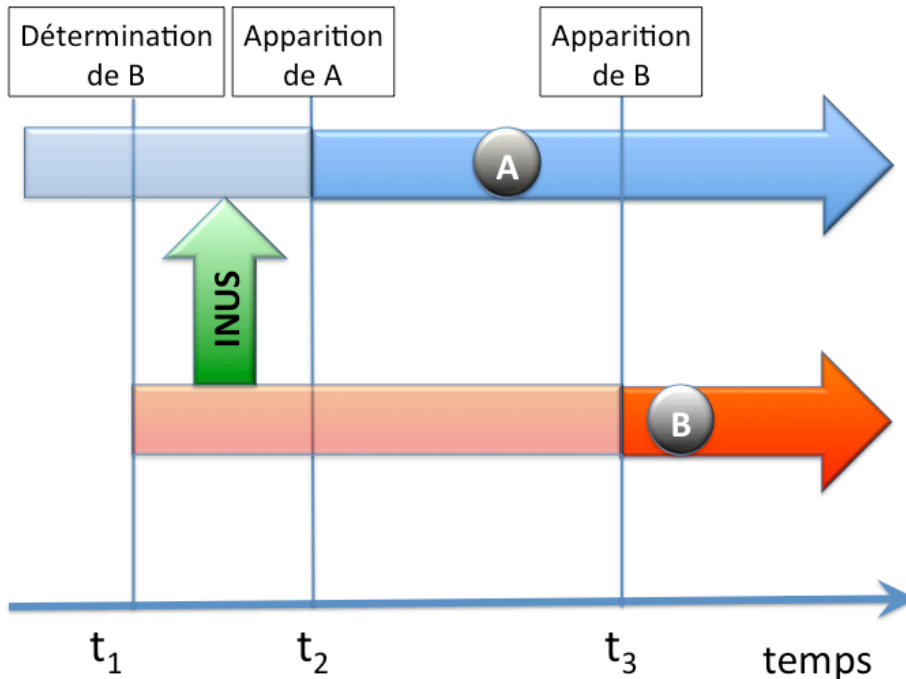 Détermination
de B
Apparition
de A
Apparition
de B
A
INUS
B
t1
t2
t3
temps